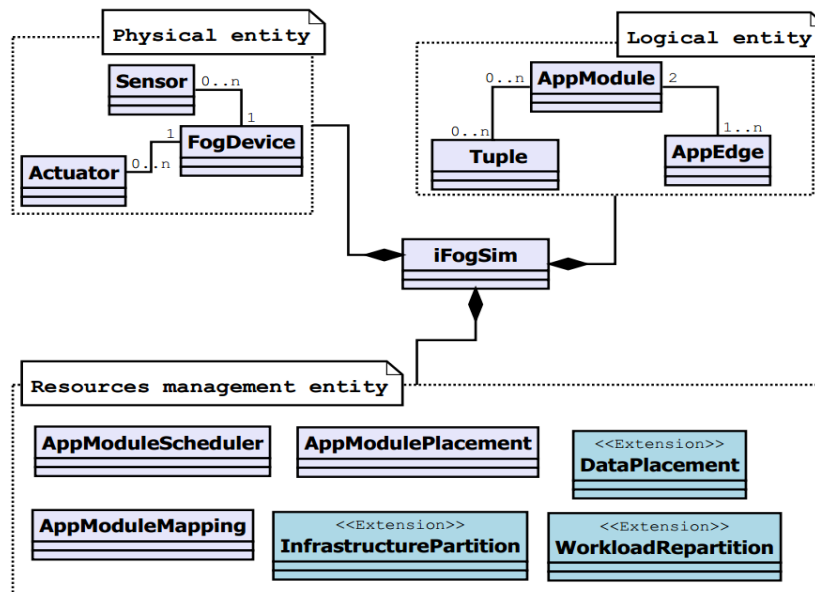 Physical entity
Sensor
0..n
1
FogDevice
1
0..n
Actuator
Logical entity
AppModule
0..n
2
0..n
1..n
Tuple
AppEdge
iFogSim
Resources management entity
AppModuleScheduler
AppModulePlacement
<<Extension>>
DataPlacement
AppModuleMapping
<<Extension>>
InfrastructurePartition
<<Extension>>
WorkloadRepartition